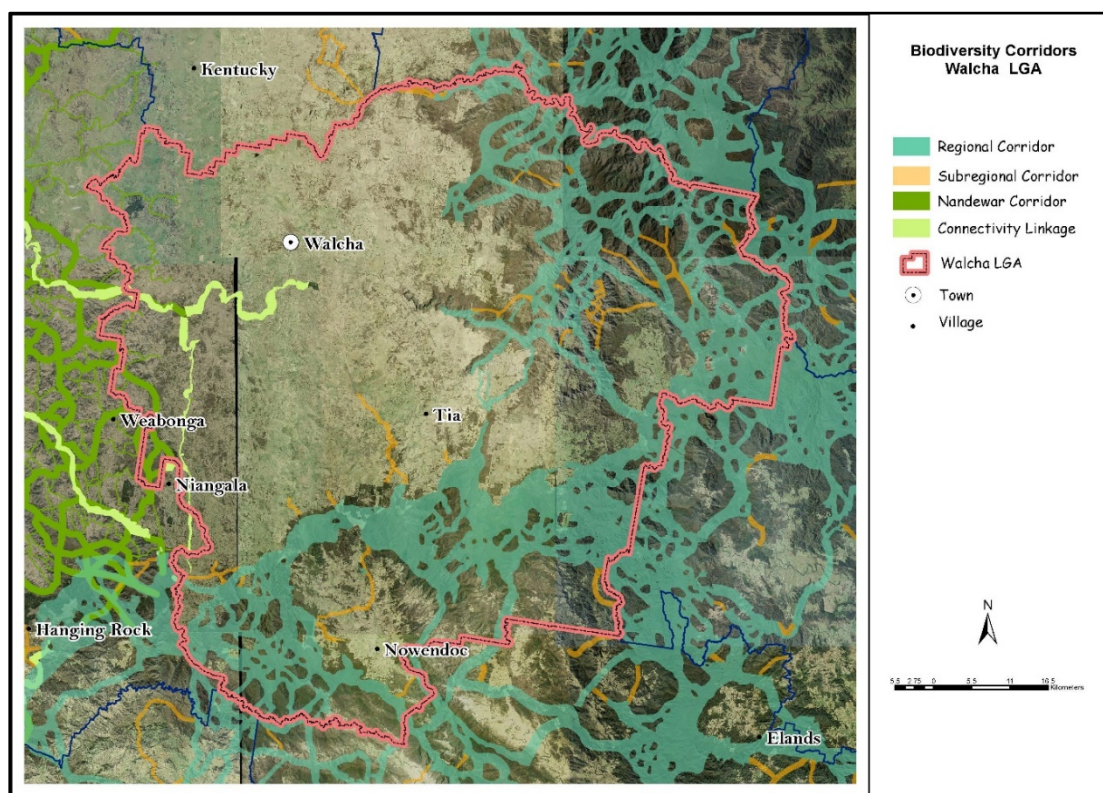 Biodiversity Corridors
Walcha LGA
Regional Corridor
Subregional Corridor
Nandewar Corridor
Connectivity Linkage
Walcha LGA
Town
Village
N
5.5 2.75 0 5.5 11 16.5
Kilometers
Kentucky
Walcha
Tia
Weabonga
Niangala
Hanging Rock
Nowendoc
Elands